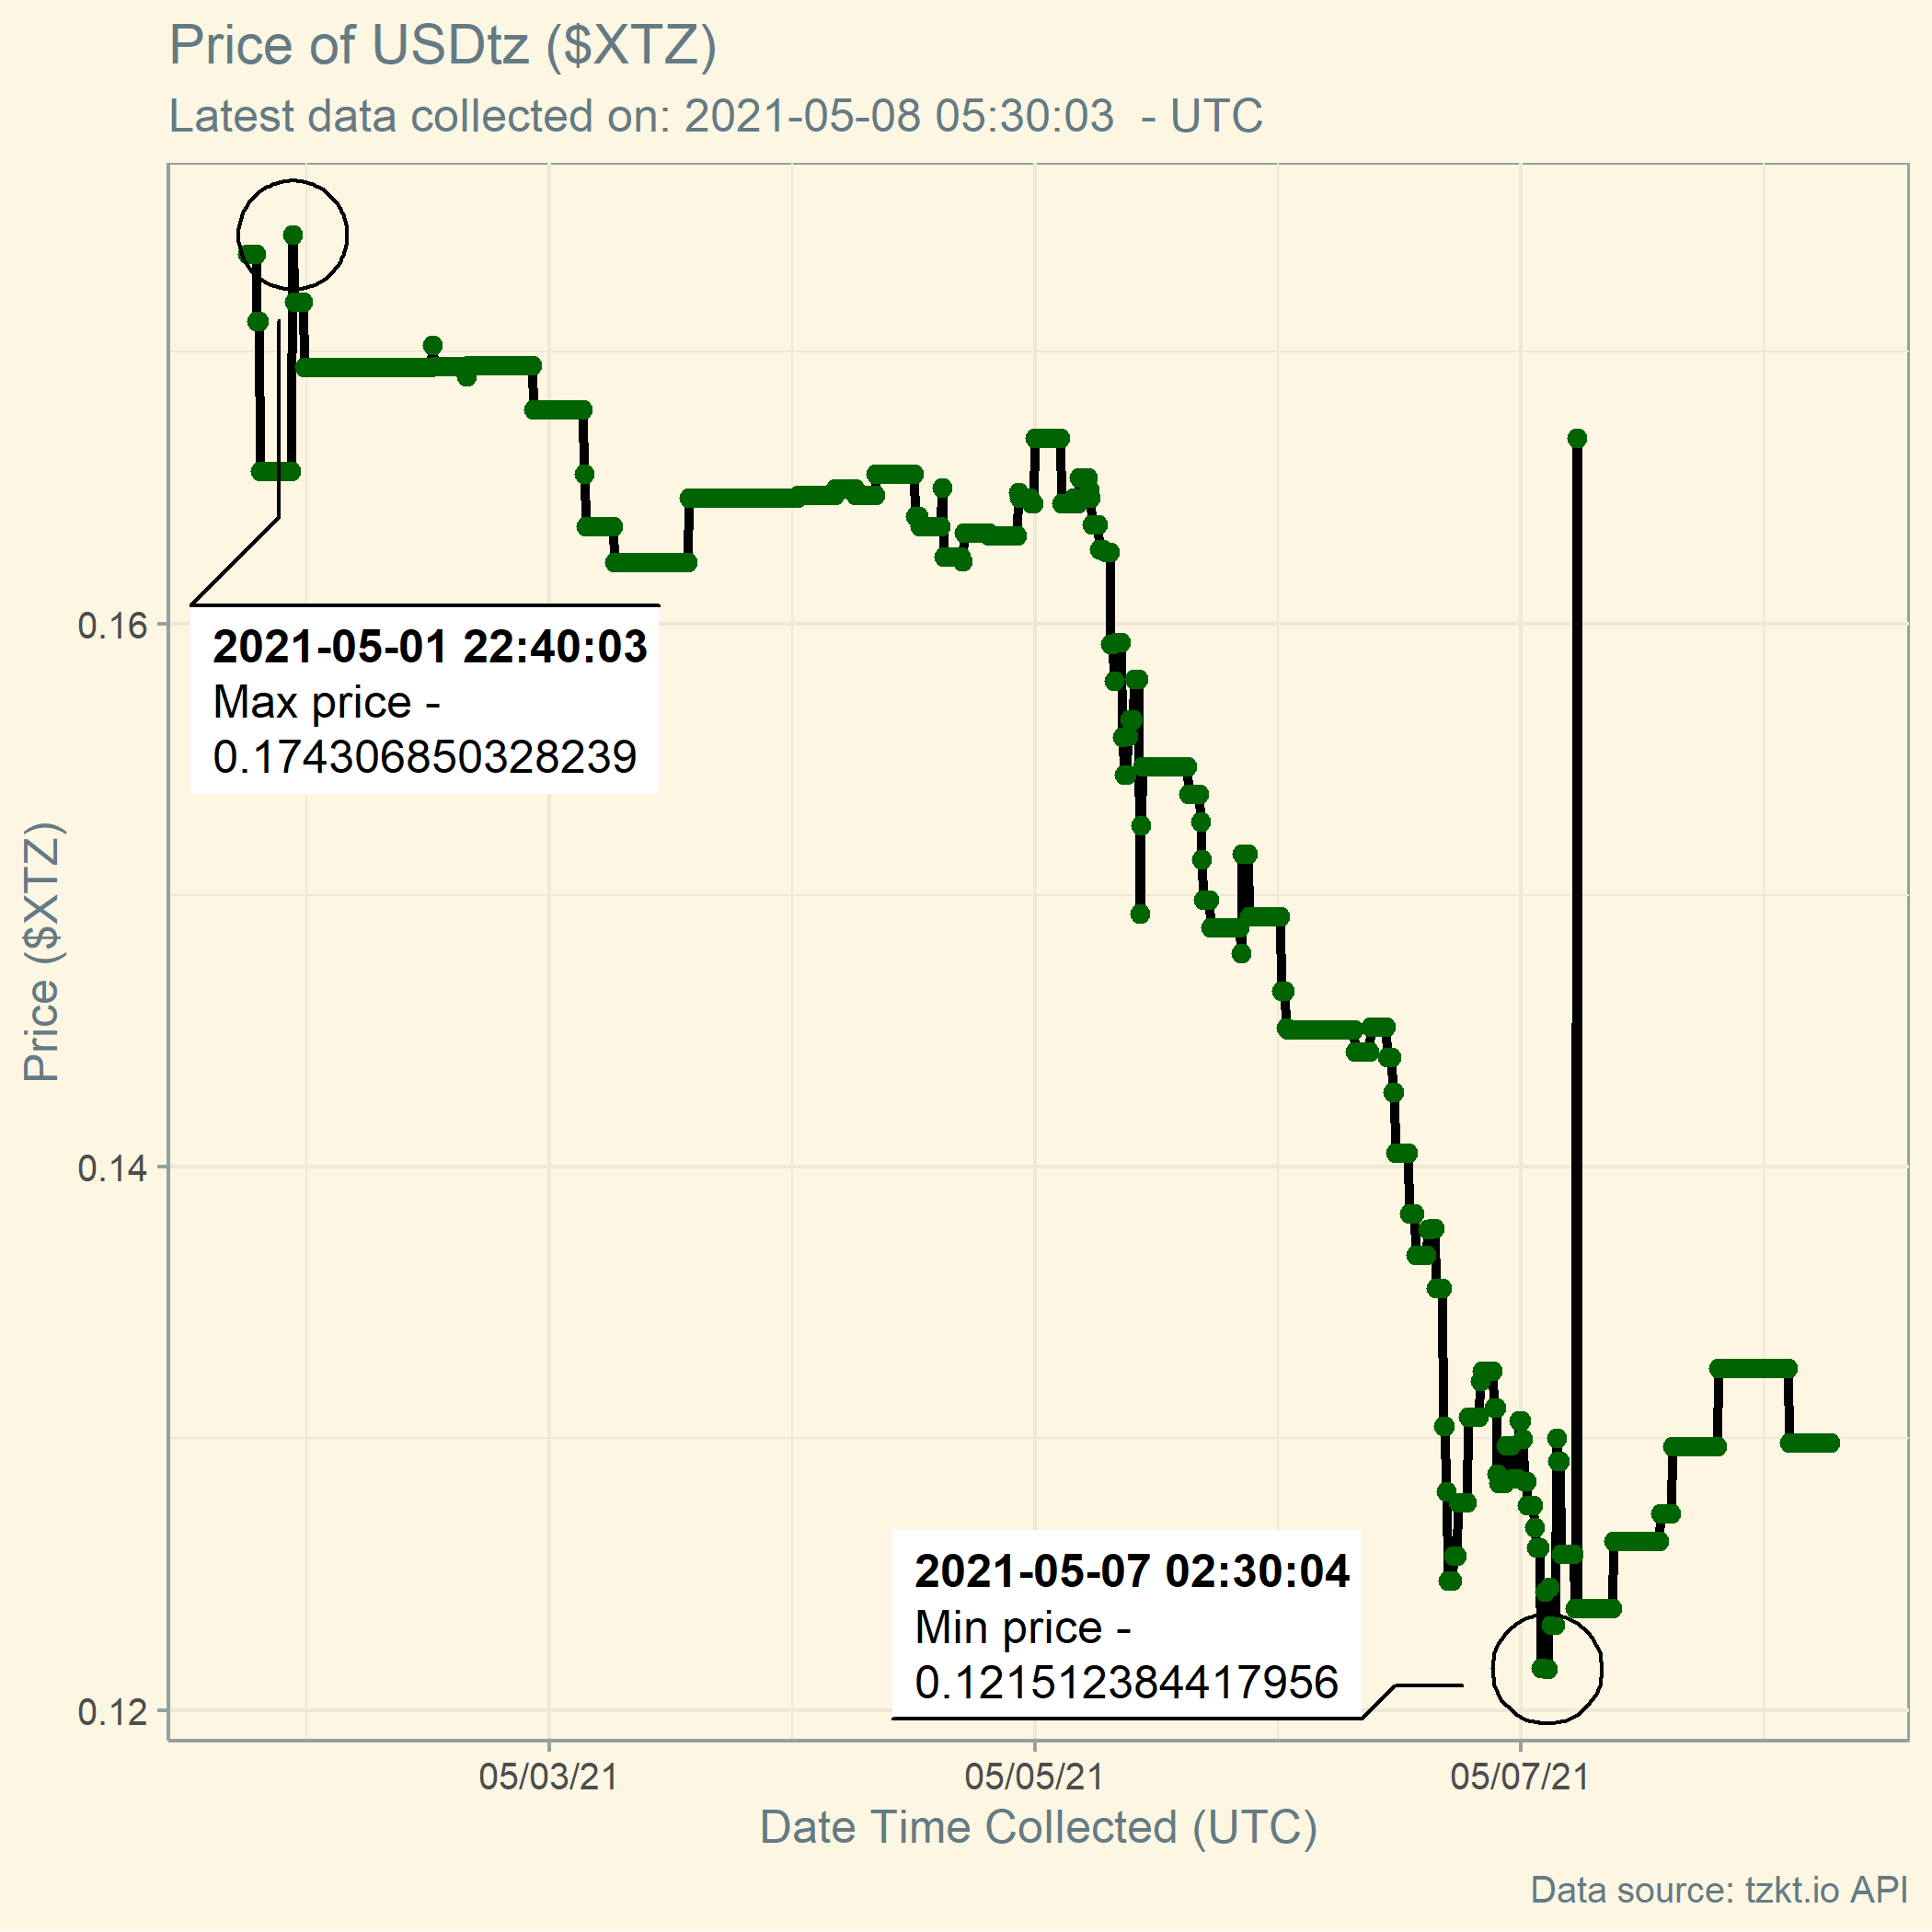 Price of USDtz ($XTZ)
Latest data collected on: 2021-05-08 05:30:03  - UTC
Price ($XTZ)
0.16
0.14
0.12
2021-05-01 22:40:03
Max price -
0.174306850328239
2021-05-07 02:30:04
Min price -
0.121512384417956
05/03/21
05/05/21
05/07/21
Date Time Collected (UTC)
Data source: tzkt.io API